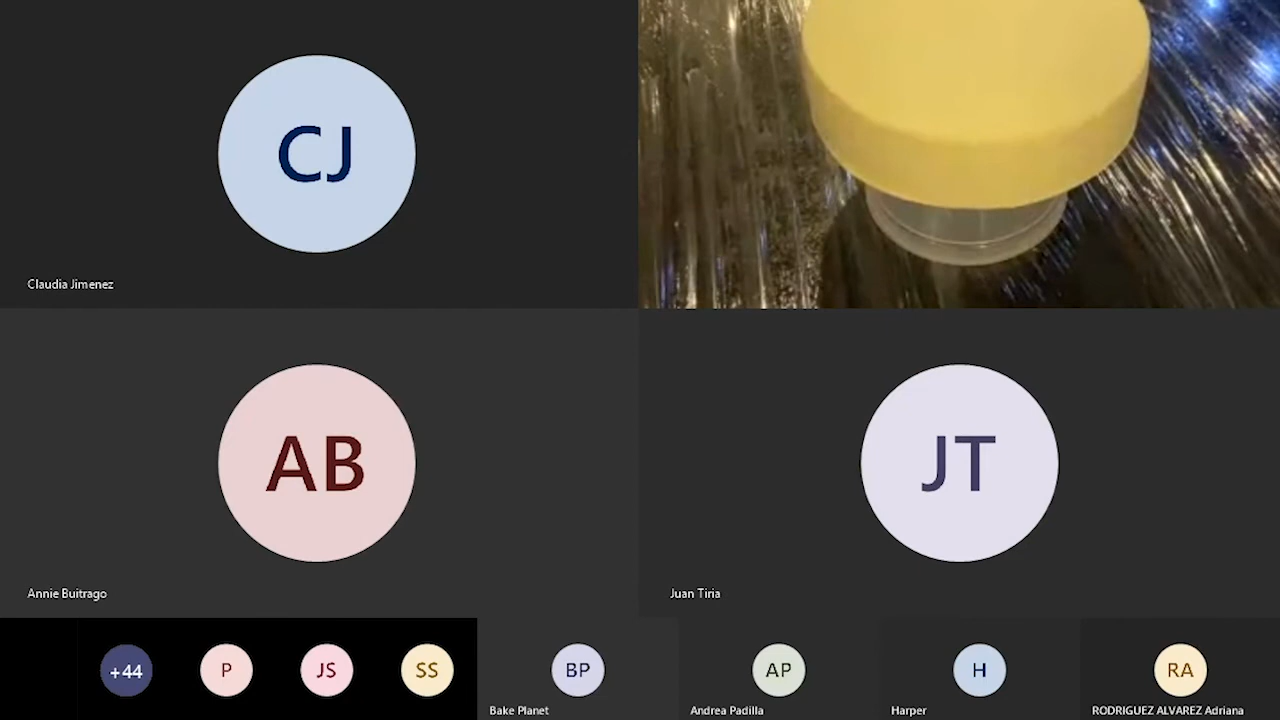 CJ
Claudia Jimenez
AB
Annie Buitrago
JT
Juan Tiria
+44
P
JS
SS
BP
Bake Planet
AP
Andrea Padilla
H
Harper
RA
RODRIGUEZ ALVAREZ Adriana